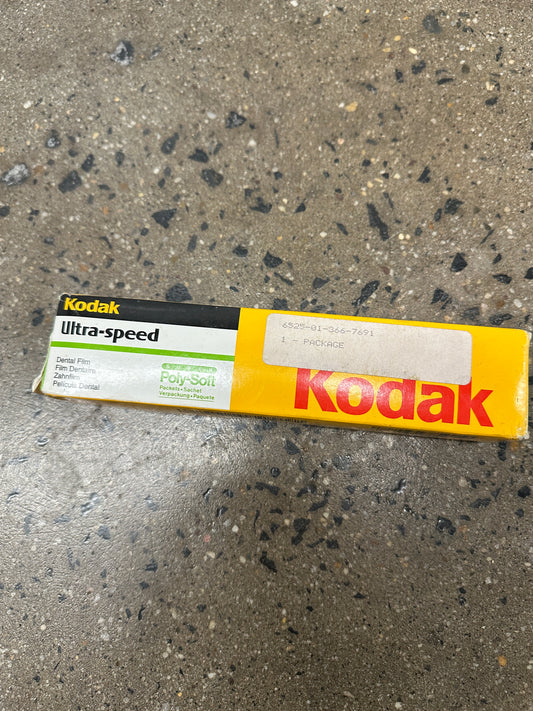 Kodak
Ultra-speed
Dental Film
Film Dentaire
Zahnfilm
Película Dental
Poly-Soft
Packets • Sachet
Verpackung • Paquete
6525-01-366-7691
1 - PACKAGE
Kodak